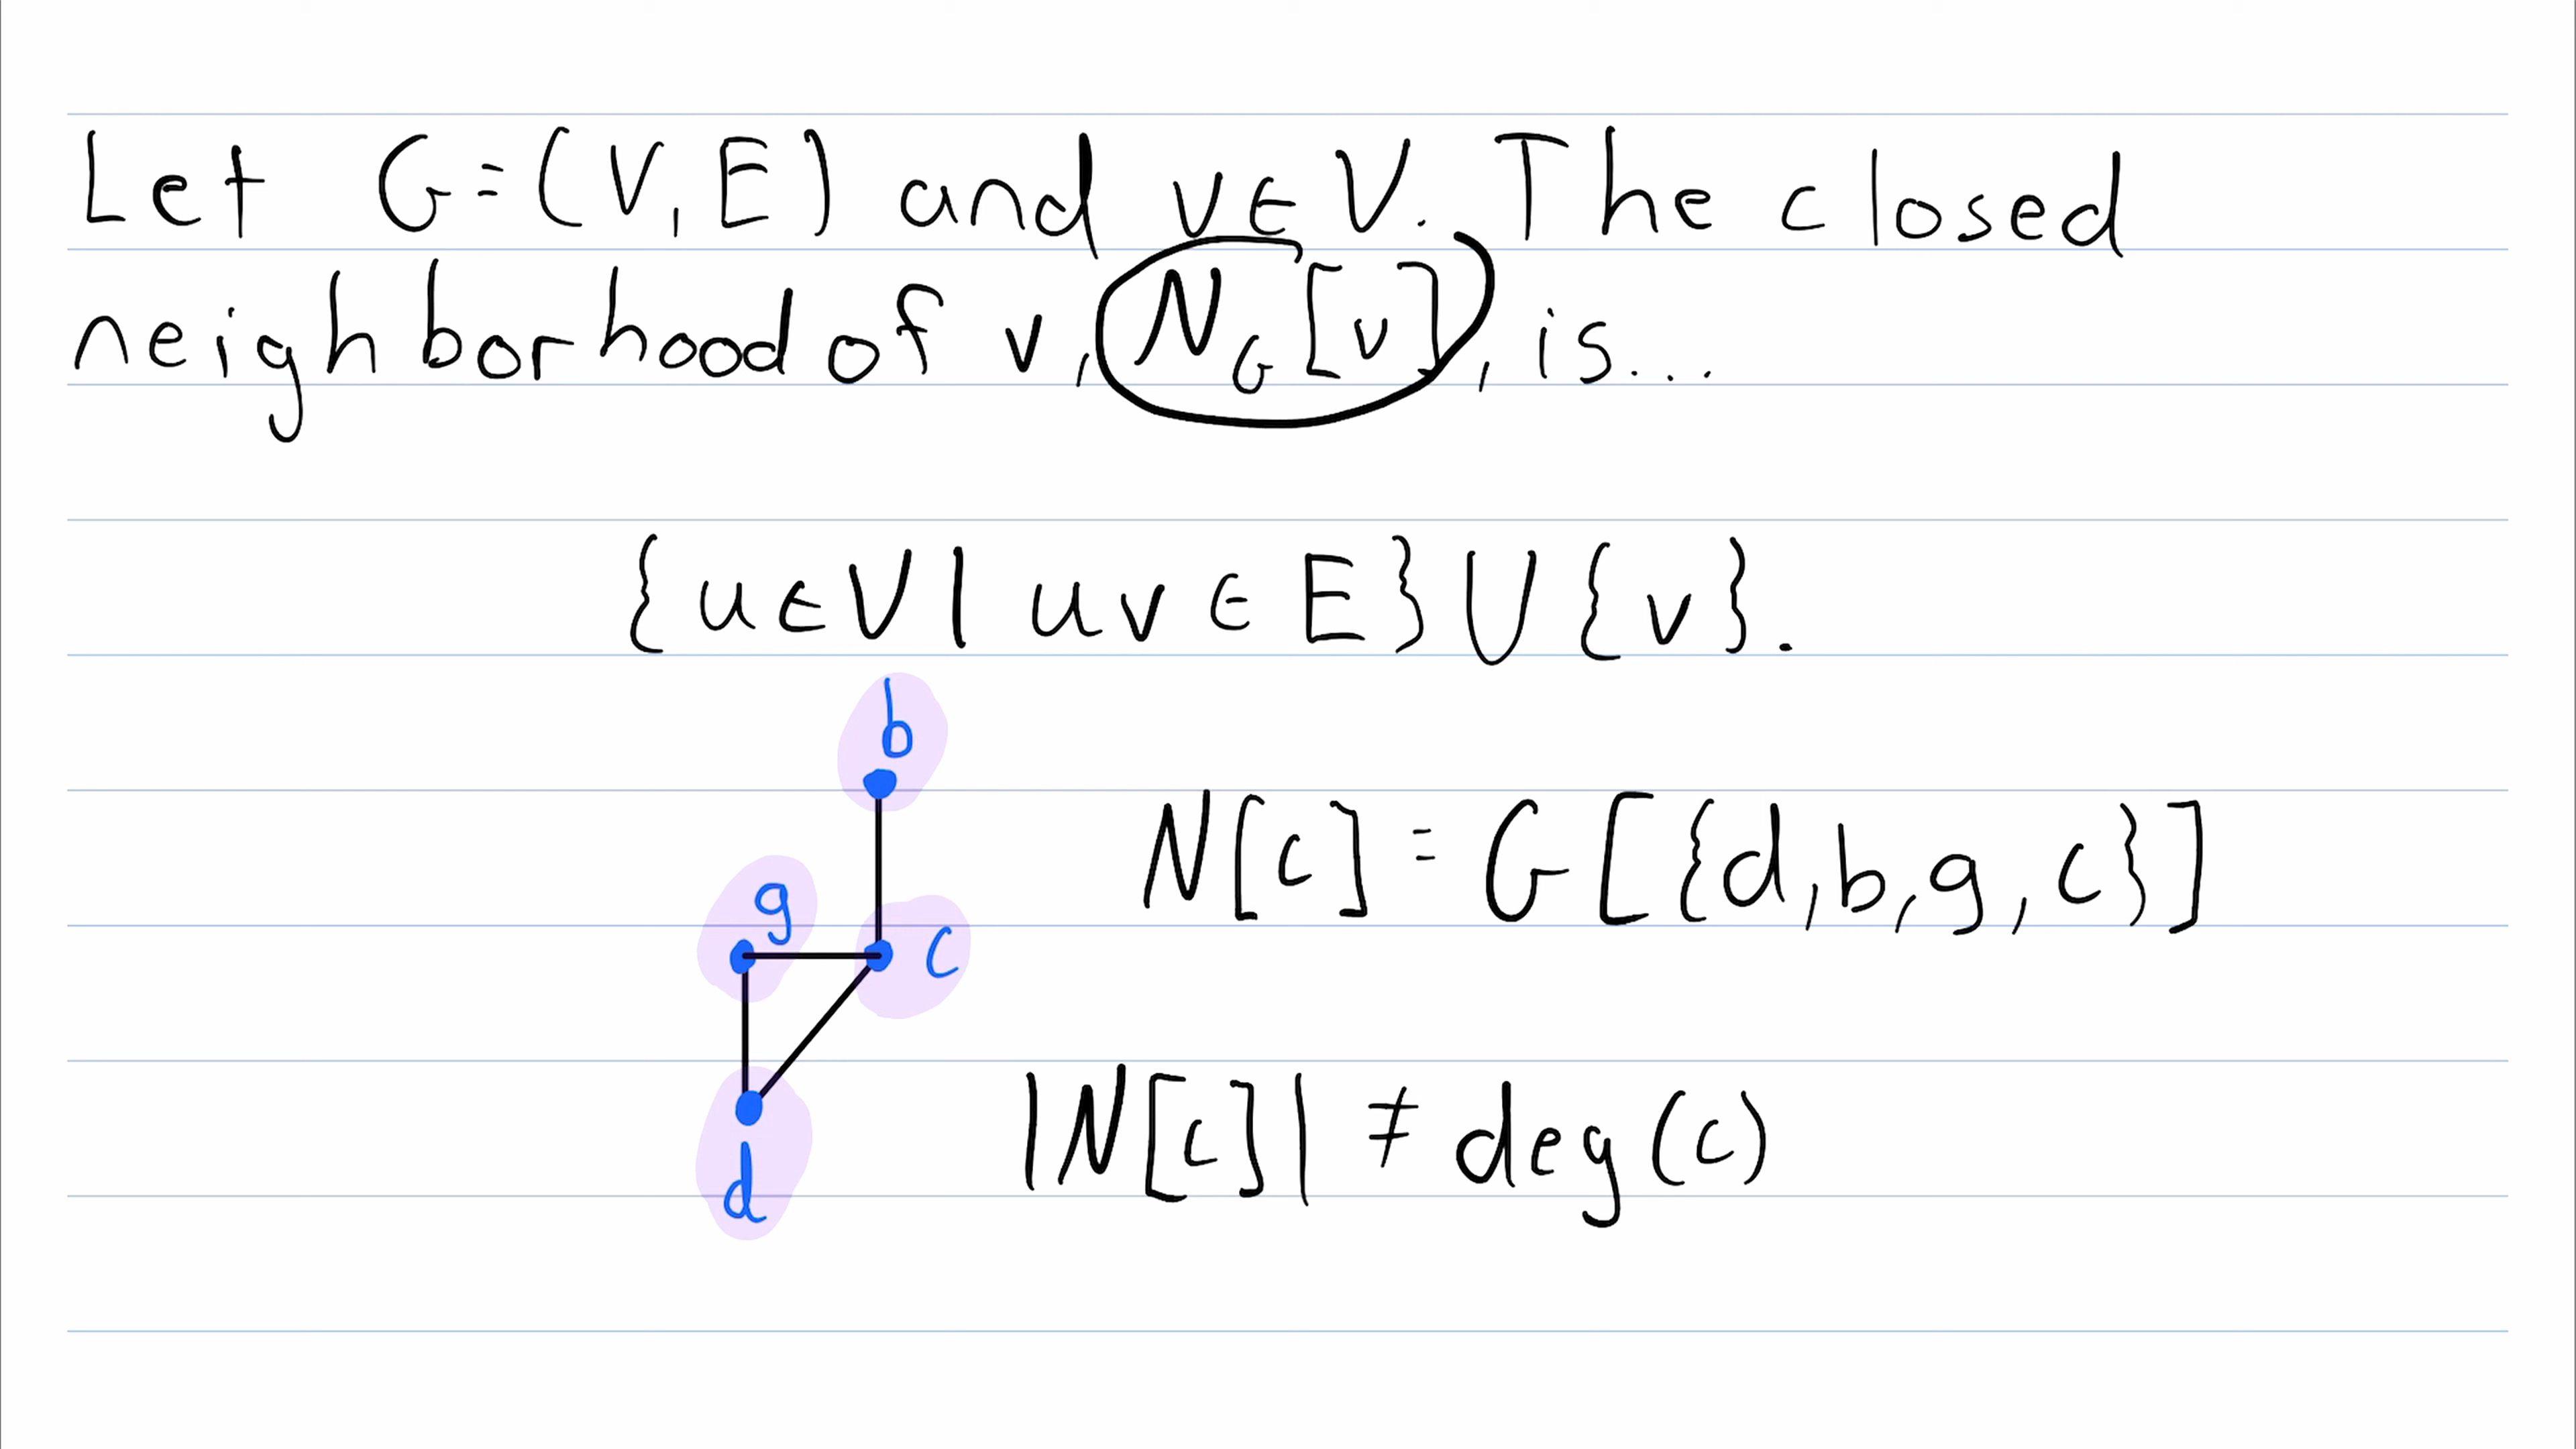 Let G=(V,E) and v∈V. The closed
neighborhood of v, N_G[v], is...
{u∈V| uv∈E}∪{v}.
b
N[c] = G[{d,b,g,c}]
g
c
|N[c]| ≠ deg(c)
d